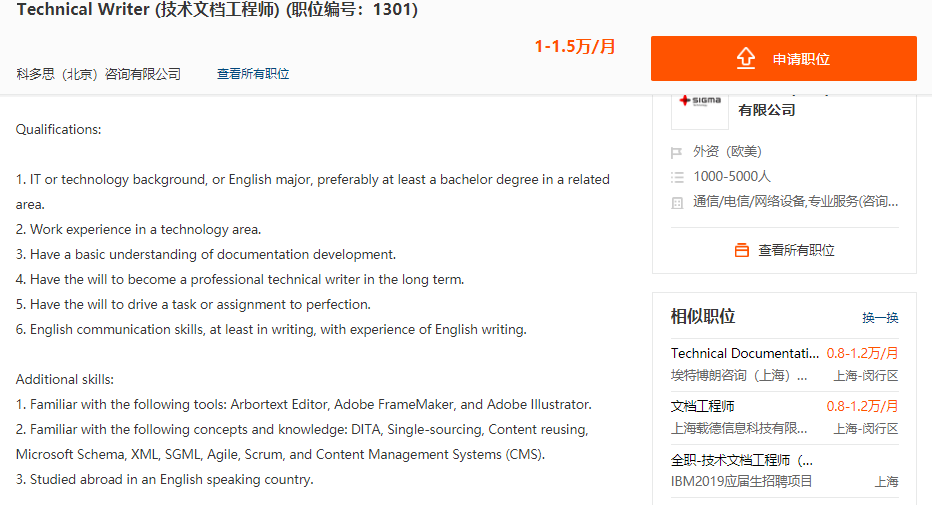 Technical Writer (技术文档工程师) (职位编号：1301)
1-1.5万/月
申请职位
科多思（北京）咨询有限公司
查看所有职位
Qualifications:
1. IT or technology background, or English major, preferably at least a bachelor degree in a related
area.
2. Work experience in a technology area.
3. Have a basic understanding of documentation development.
4. Have the will to become a professional technical writer in the long term.
5. Have the will to drive a task or assignment to perfection.
6. English communication skills, at least in writing, with experience of English writing.
Additional skills:
1. Familiar with the following tools: Arbortext Editor, Adobe FrameMaker, and Adobe Illustrator.
2. Familiar with the following concepts and knowledge: DITA, Single-sourcing, Content reusing,
Microsoft Schema, XML, SGML, Agile, Scrum, and Content Management Systems (CMS).
3. Studied abroad in an English speaking country.
sigma
有限公司
外资（欧美）
1000-5000人
通信/电信/网络设备,专业服务(咨询...
查看所有职位
相似职位
换一换
Technical Documentati... 0.8-1.2万/月
埃特博朗咨询（上海）... 上海-闵行区
文档工程师 0.8-1.2万/月
上海载德信息科技有限... 上海-闵行区
全职-技术文档工程师（...
IBM2019应届生招聘项目 上海